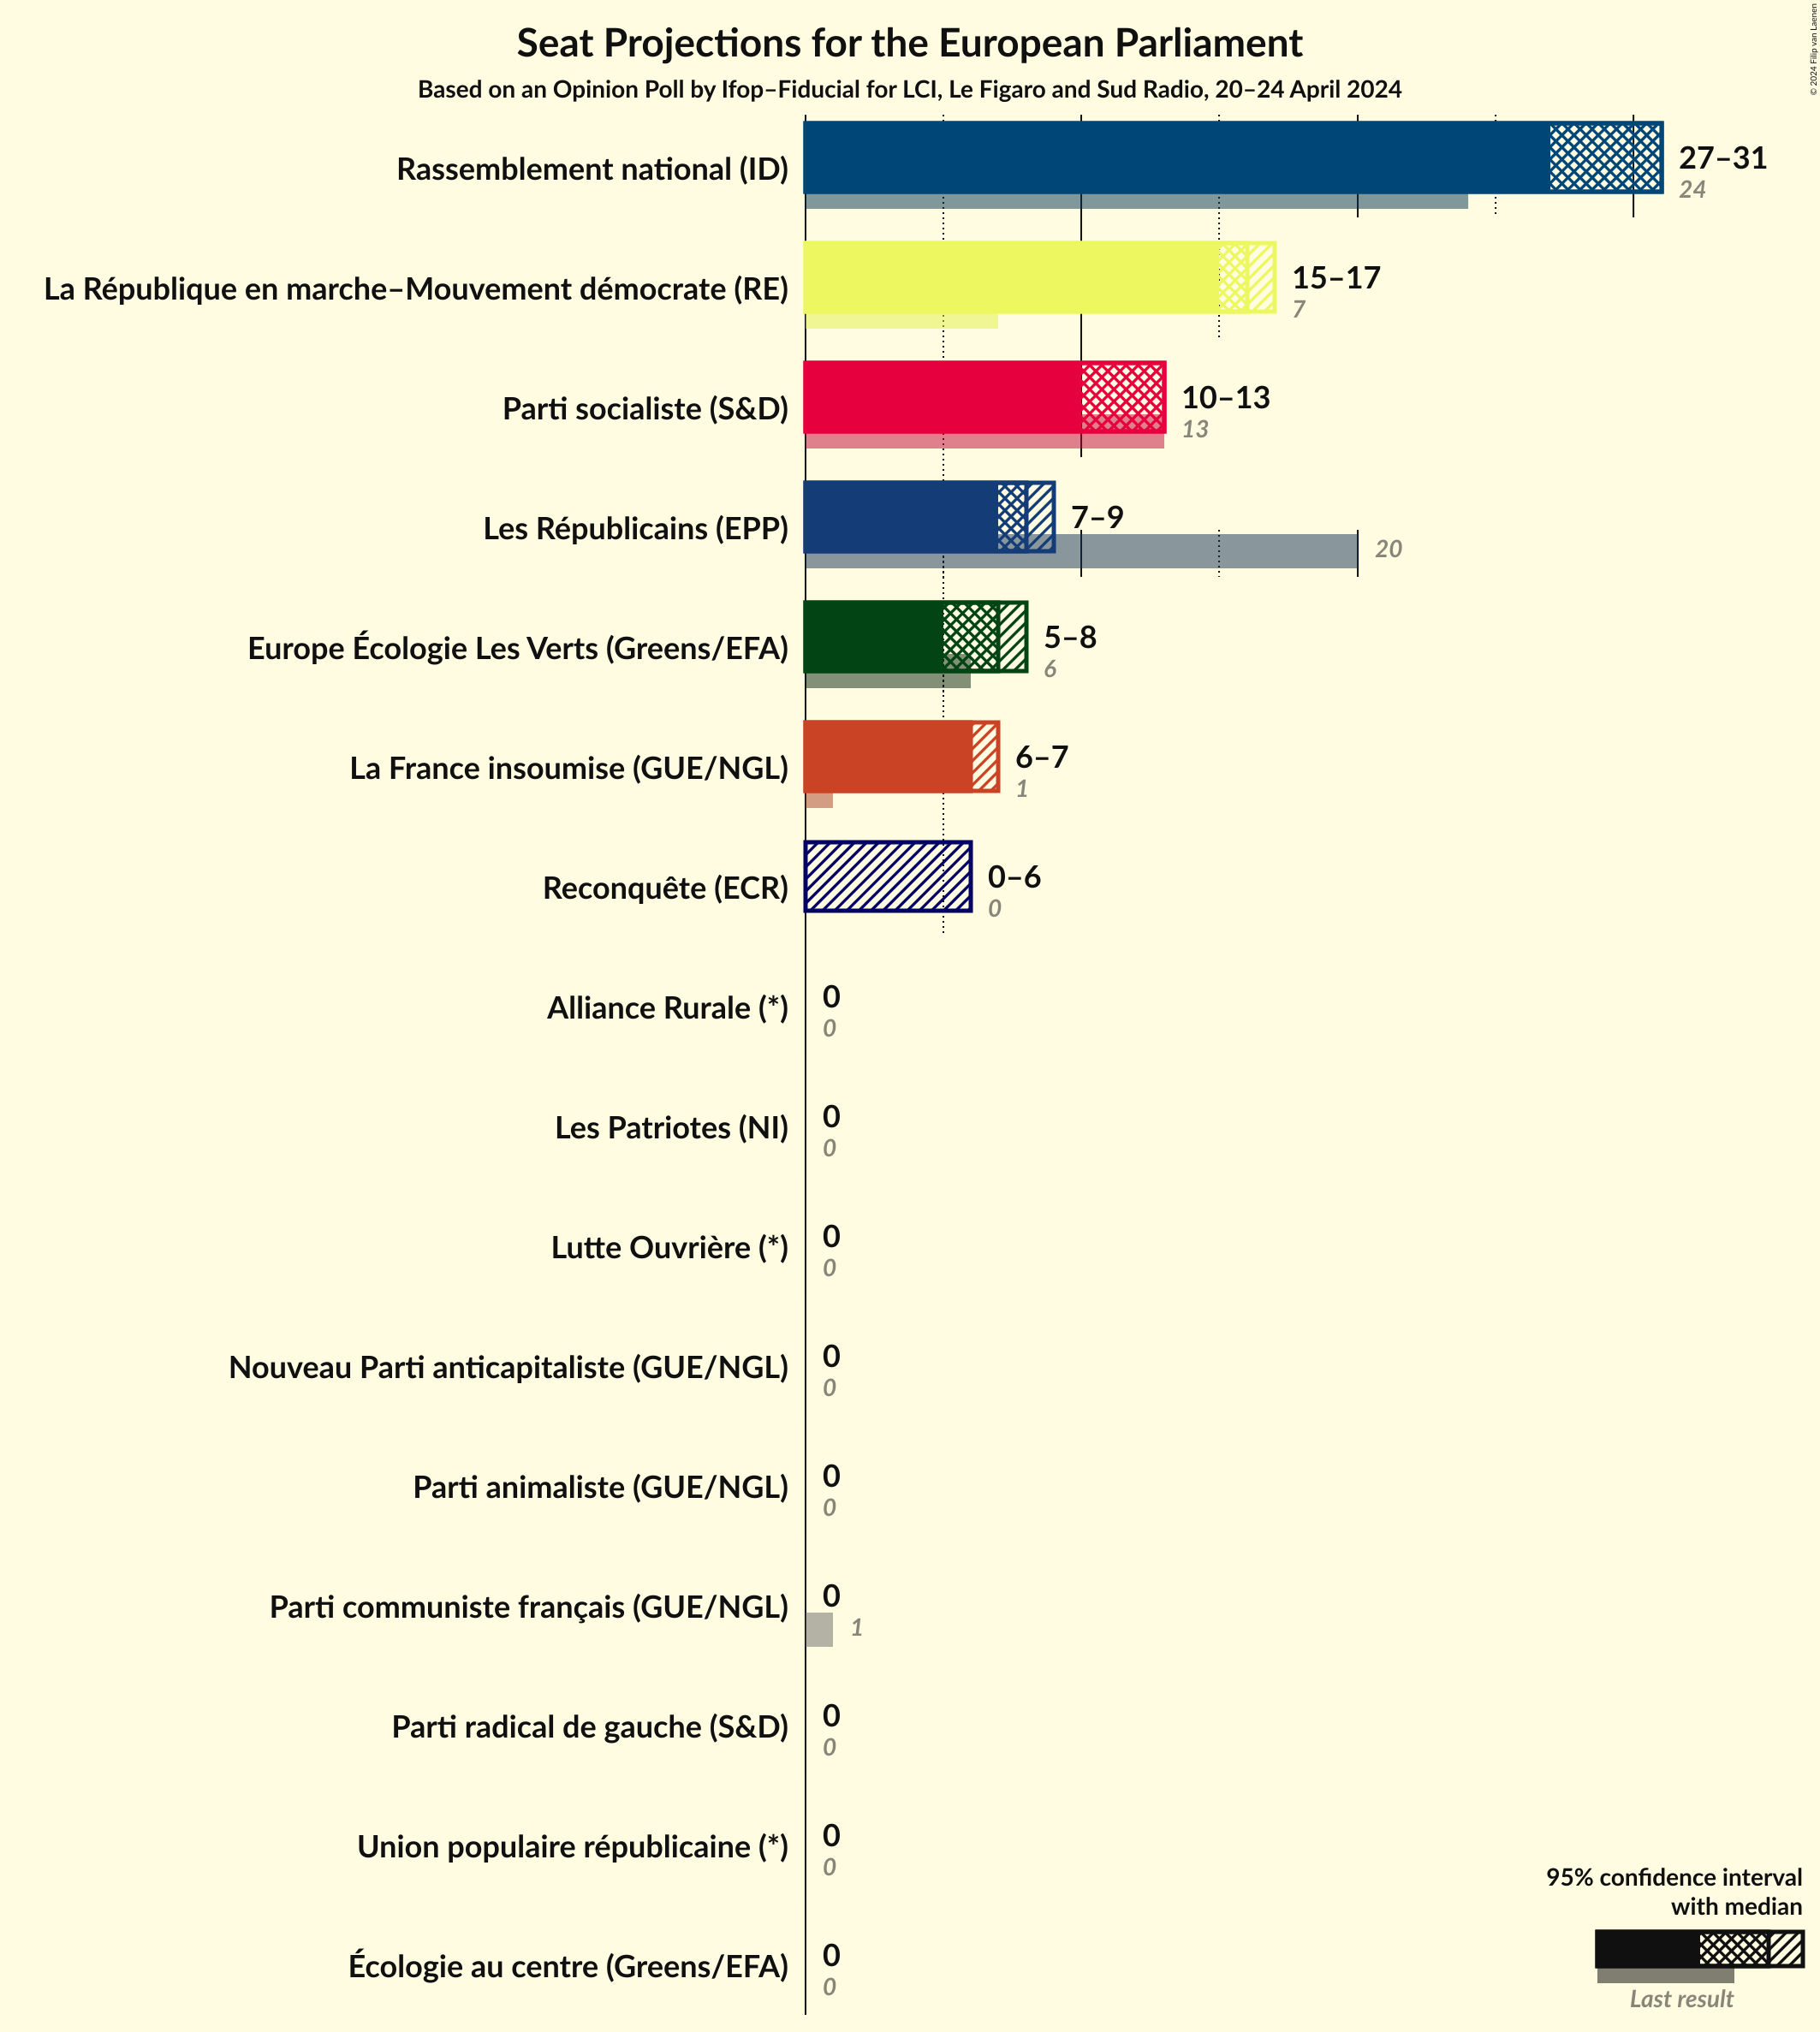 Seat Projections for the European Parliament
Based on an Opinion Poll by Ifop–Fiducial for LCI, Le Figaro and Sud Radio, 20–24 April 2024
© 2024 Filip van Laenen
Rassemblement national (ID)
27–31
24
La République en marche–Mouvement démocrate (RE)
15–17
7
Parti socialiste (S&D)
10–13
13
Les Républicains (EPP)
7–9
20
Europe Écologie Les Verts (Greens/EFA)
5–8
6
La France insoumise (GUE/NGL)
6–7
1
Reconquête (ECR)
0–6
0
Alliance Rurale (*)
0
0
Les Patriotes (NI)
0
0
Lutte Ouvrière (*)
0
0
Nouveau Parti anticapitaliste (GUE/NGL)
0
0
Parti animaliste (GUE/NGL)
0
0
Parti communiste français (GUE/NGL)
0
1
Parti radical de gauche (S&D)
0
0
Union populaire républicaine (*)
0
0
Écologie au centre (Greens/EFA)
0
0
95% confidence interval
with median
Last result